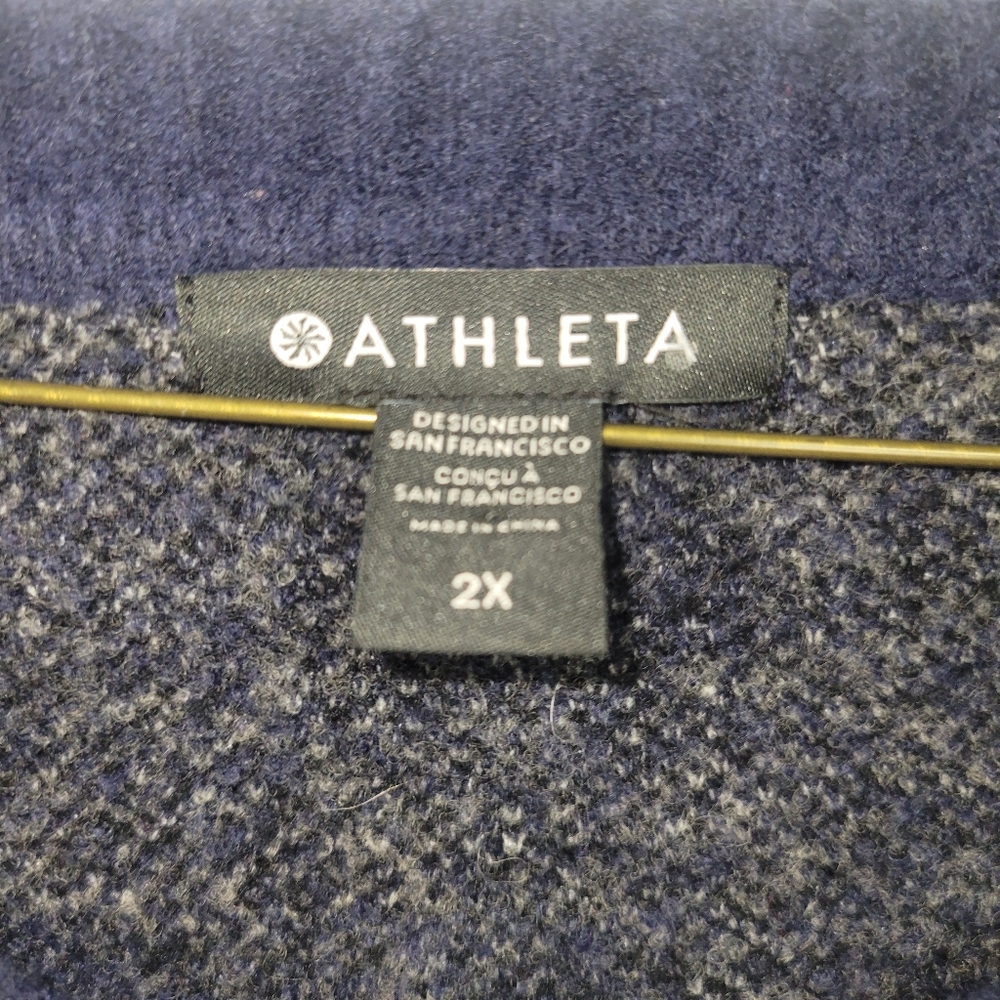 ATHLETA
DESIGNED IN
SAN FRANCISCO
CONÇU À
SAN FRANCISCO
MADE IN CHINA
2X